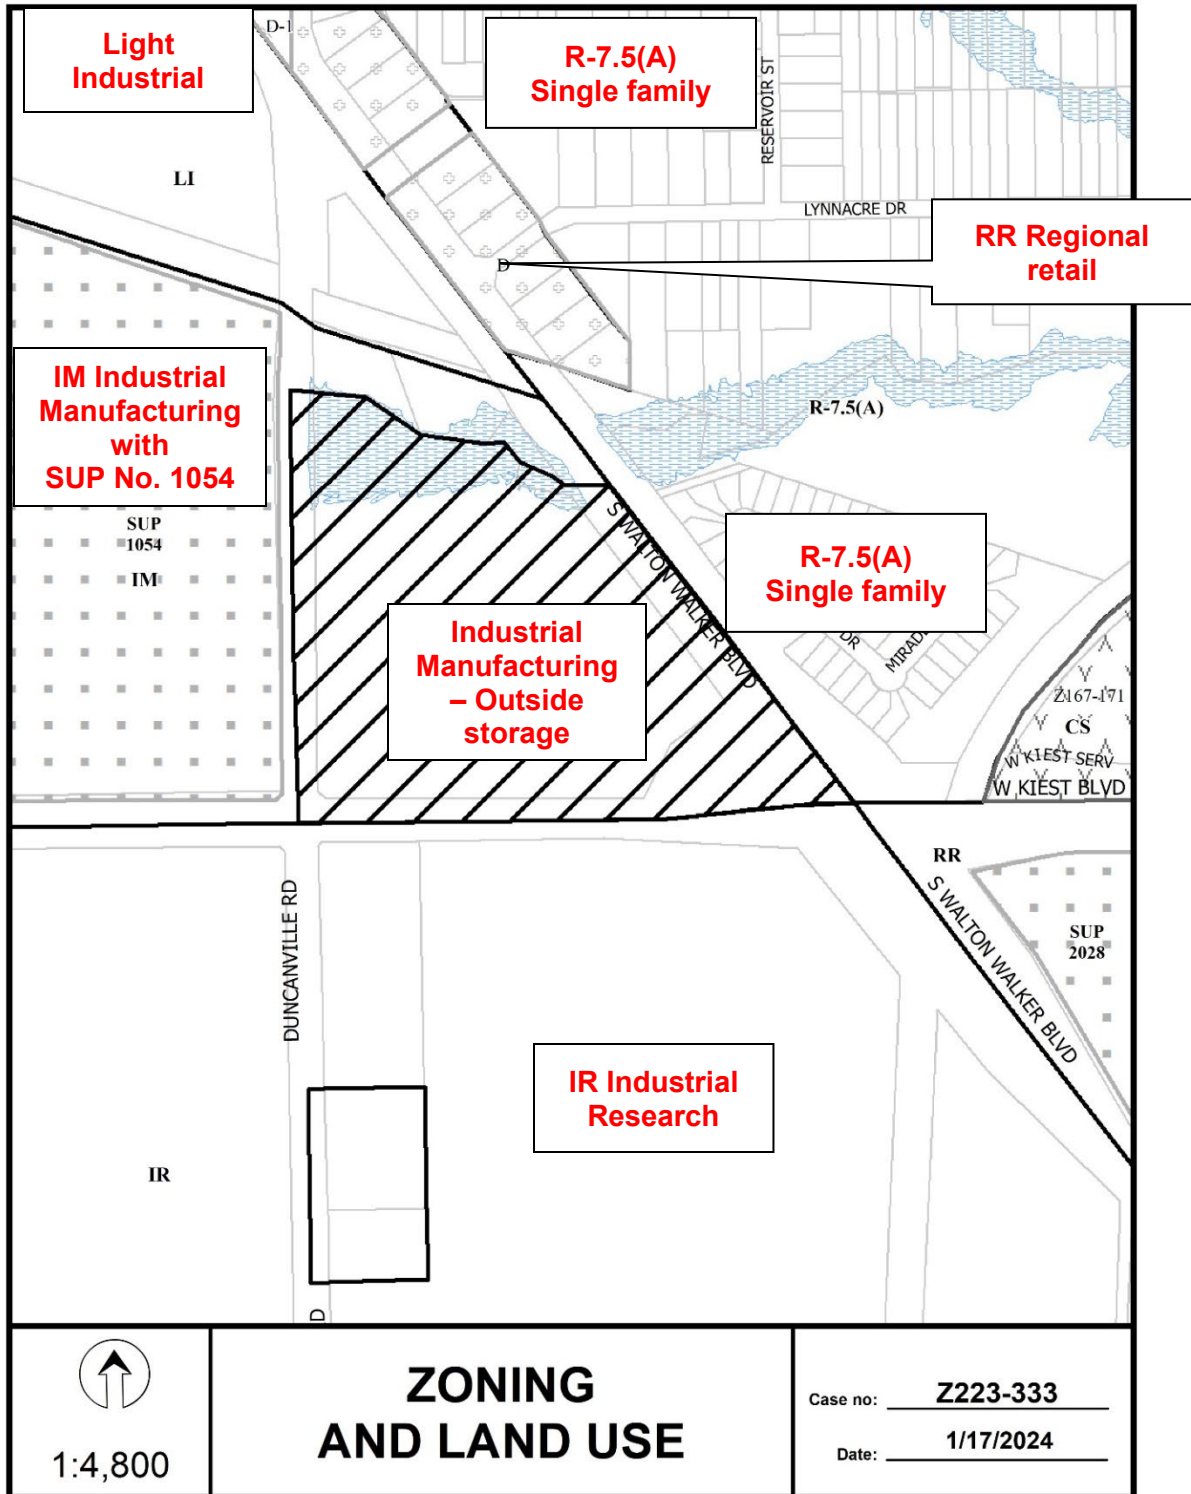 Light
Industrial
D-1
R-7.5(A)
Single family
RESERVOIR ST
LI
LYNNACRE DR
RR Regional
retail
D
IM Industrial
Manufacturing
with
SUP No. 1054
R-7.5(A)
SUP
1054
IM
S WALTON WALKER BLVD
R-7.5(A)
Single family
DR
Industrial
Manufacturing
– Outside
storage
Z167-171
CS
W KIEST SERV
W KIEST BLVD
RR
S WALTON WALKER BLVD
SUP
2028
DUNCANVILLE RD
IR Industrial
Research
IR
D
1:4,800
ZONING
AND LAND USE
Case no: Z223-333
Date: 1/17/2024